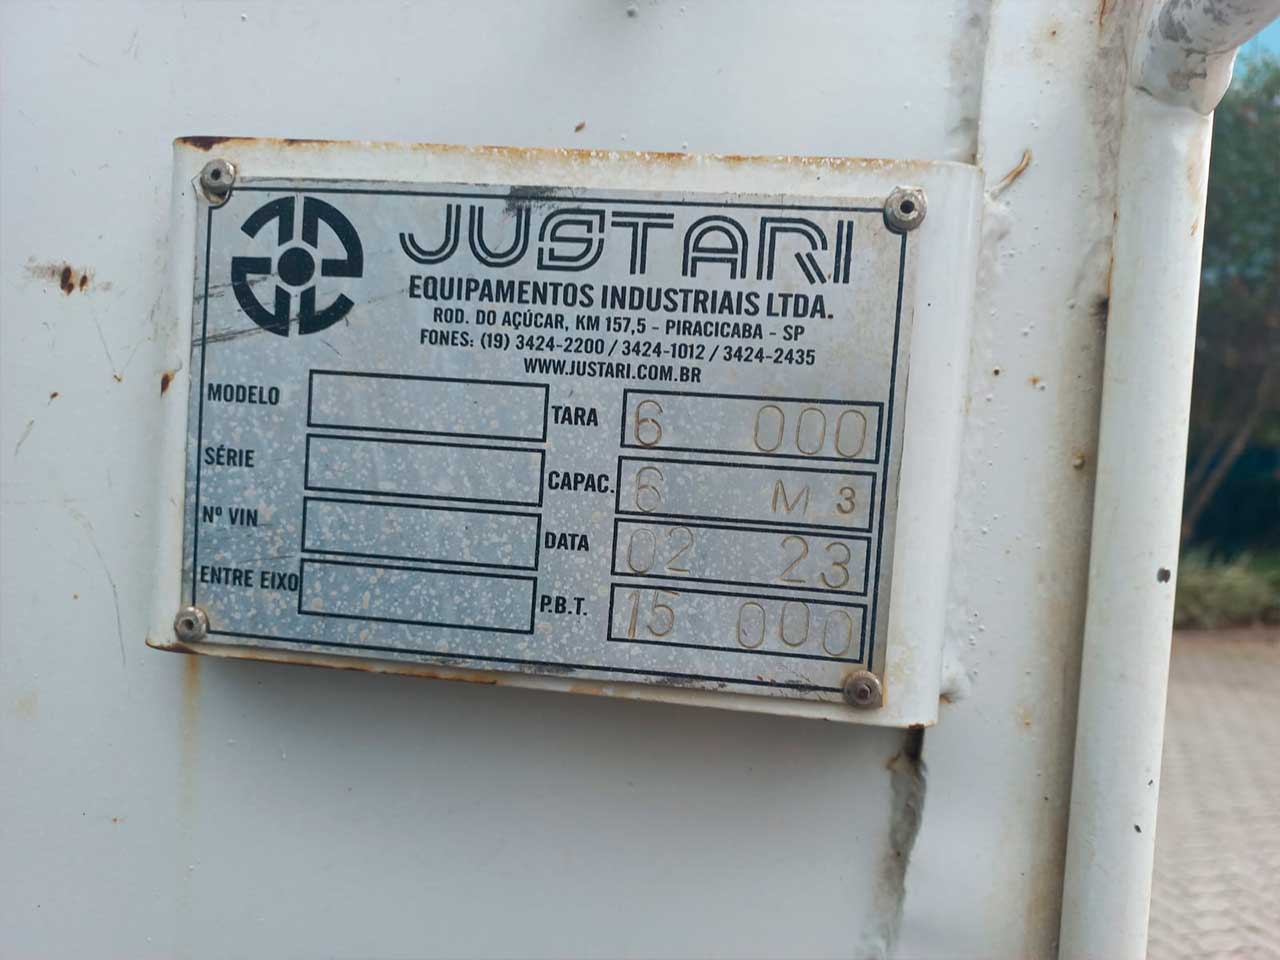 JUSTARI
EQUIPAMENTOS INDUSTRIAIS LTDA.
ROD. DO AÇÚCAR, KM 157,5 - PIRACICABA - SP
FONES: (19) 3424-2200 / 3424-1012 / 3424-2435
WWW.JUSTARI.COM.BR
MODELO TARA 6 000
SÉRIE CAPAC. 6 M3
Nº VIN DATA 02 23
ENTRE EIXO P.B.T. 15 000